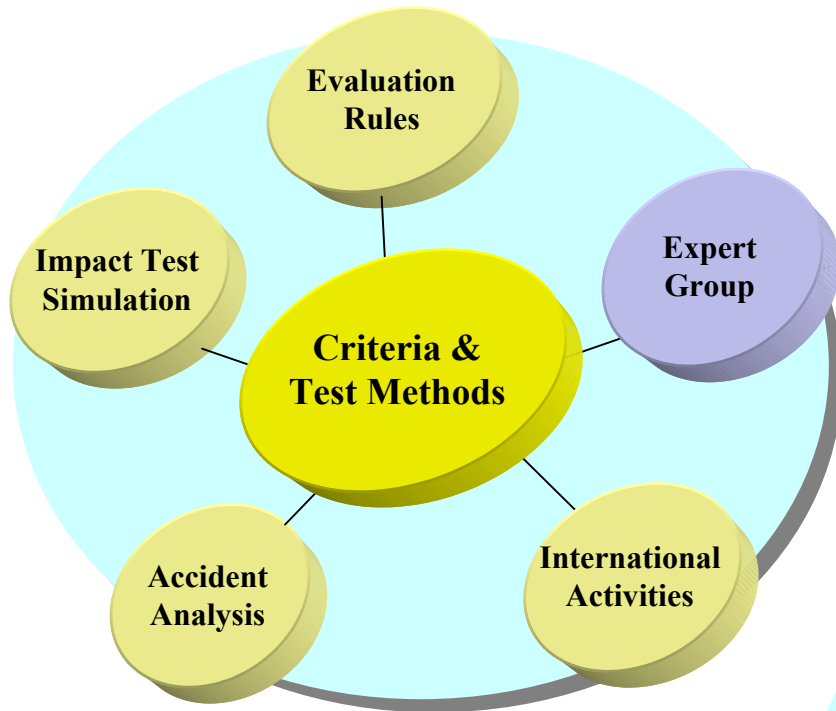 Evaluation
Rules
Expert
Group
Impact Test
Simulation
Criteria &
Test Methods
International
Activities
Accident
Analysis